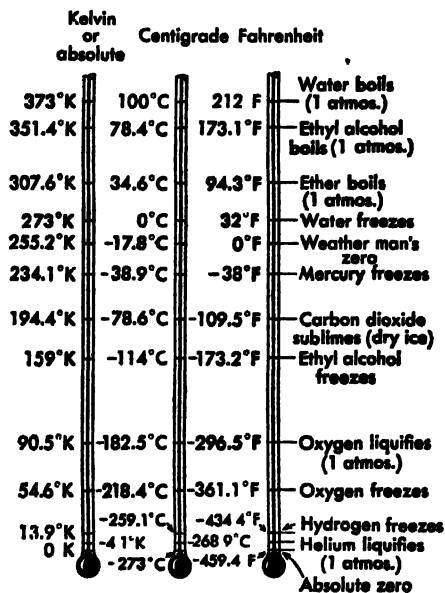 Kelvin
or
absolute
Centigrade Fahrenheit
373°K 100°C 212 F Water boils
(1 atmos.)
351.4°K 78.4°C 173.1°F Ethyl alcohol
boils (1 atmos.)
307.6°K 34.6°C 94.3°F Ether boils
(1 atmos.)
273°K 0°C 32°F Water freezes
255.2°K -17.8°C 0°F Weather man's
zero
234.1°K -38.9°C -38°F Mercury freezes
194.4°K -78.6°C -109.5°F Carbon dioxide
sublimes (dry ice)
159°K -114°C -173.2°F Ethyl alcohol
freezes
90.5°K -182.5°C -296.5°F Oxygen liquifies
(1 atmos.)
54.6°K -218.4°C -361.1°F Oxygen freezes
13.9°K -259.1°C -434 4°F Hydrogen freezes
0 K -4 1°K -268 9°C Helium liquifies
(1 atmos.)
-273°C -459.4 F Absolute zero